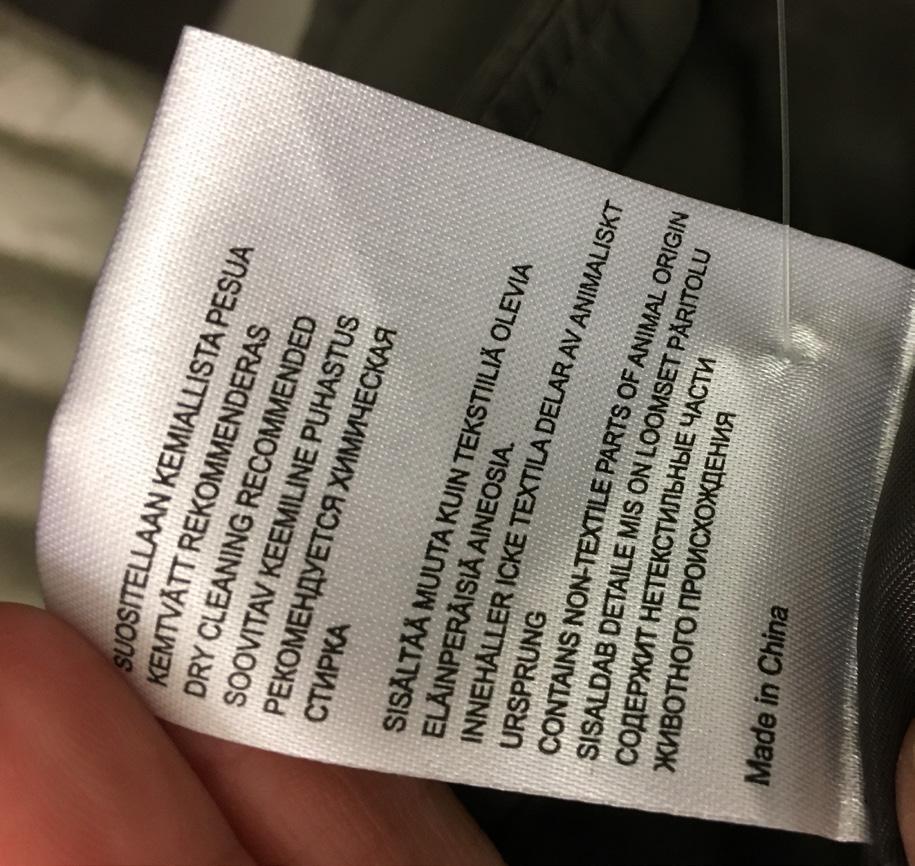 SUOSITELLAAN KEMIALLISTA PESUA
KEMTVÄTT REKOMMENDERAS
DRY CLEANING RECOMMENDED
SOOVITAV KEEMILINE PUHASTUS
РЕКОМЕНДУЕТСЯ ХИМИЧЕСКАЯ
СТИРКА
SISÄLTÄÄ MUUTA KUIN TEKSTIILIÄ OLEVIA
ELÄINPERÄISIÄ AINEOSIA.
INNEHALLER ICKE TEXTILA DELAR AV ANIMALISKT
URSPRUNG
CONTAINS NON-TEXTILE PARTS OF ANIMAL ORIGIN
SISALDAB DETAILE MIS ON LOOMSET PÄRITOLU
СОДЕРЖИТ НЕТЕКСТИЛЬНЫЕ ЧАСТИ
ЖИВОТНОГО ПРОИСХОЖДЕНИЯ
Made in China